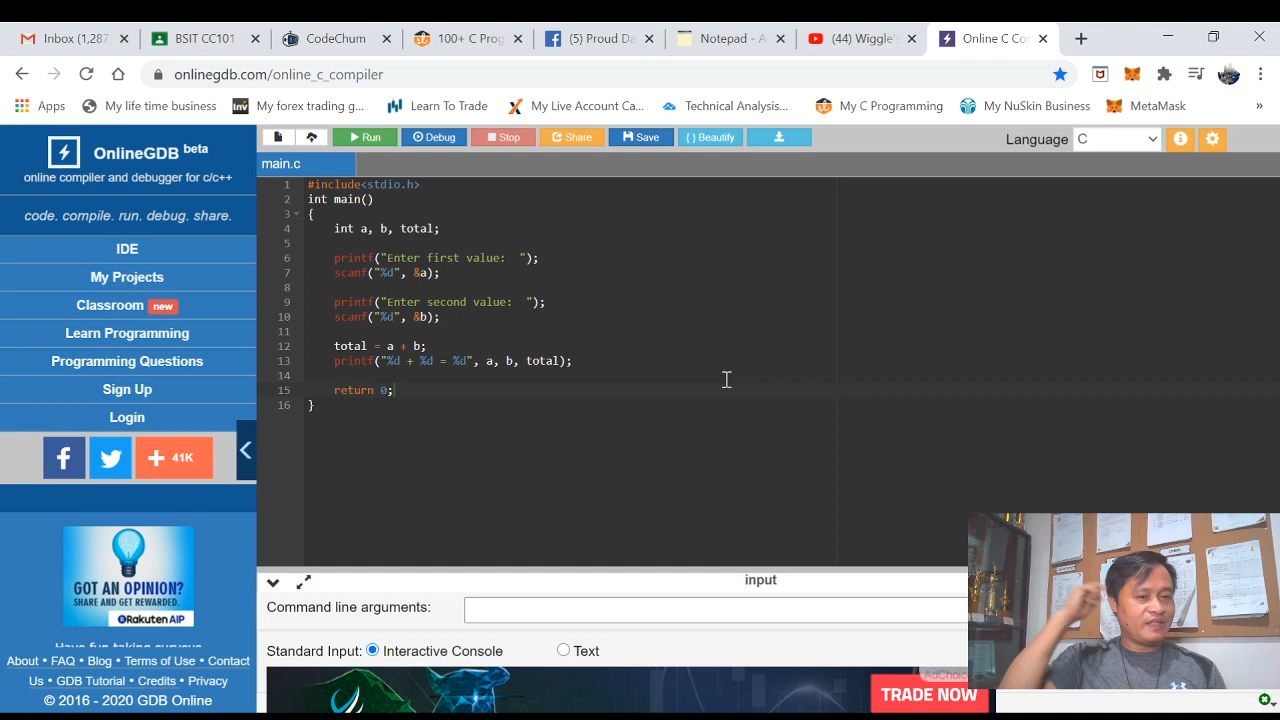 Inbox (1,287
BSIT CC101
CodeChum
100+ C Prog
(5) Proud Da
Notepad - A
(44) Wiggle's
Online C Co
onlinegdb.com/online_c_compiler
Apps
My life time business
My forex trading g...
Learn To Trade
My Live Account Ca...
Technical Analysis...
My C Programming
My NuSkin Business
MetaMask
»
OnlineGDB beta
online compiler and debugger for c/c++
code. compile. run. debug. share.
IDE
My Projects
Classroom new
Learn Programming
Programming Questions
Sign Up
Login
41K
GOT AN OPINION?
SHARE AND GET REWARDED.
Rakuten AIP
Have fun taking surveys
About • FAQ • Blog • Terms of Use • Contact
Us • GDB Tutorial • Credits • Privacy
© 2016 - 2020 GDB Online
Run
Debug
Stop
Share
Save
{ } Beautify
Language C
main.c
1 #include<stdio.h>
2 int main()
3 {
4 int a, b, total;
5
6 printf("Enter first value:  ");
7 scanf("%d", &a);
8
9 printf("Enter second value:  ");
10 scanf("%d", &b);
11
12 total = a + b;
13 printf("%d + %d = %d", a, b, total);
14
15 return 0;
16 }
input
Command line arguments:
Standard Input: Interactive Console Text
AdChoic
TRADE NOW